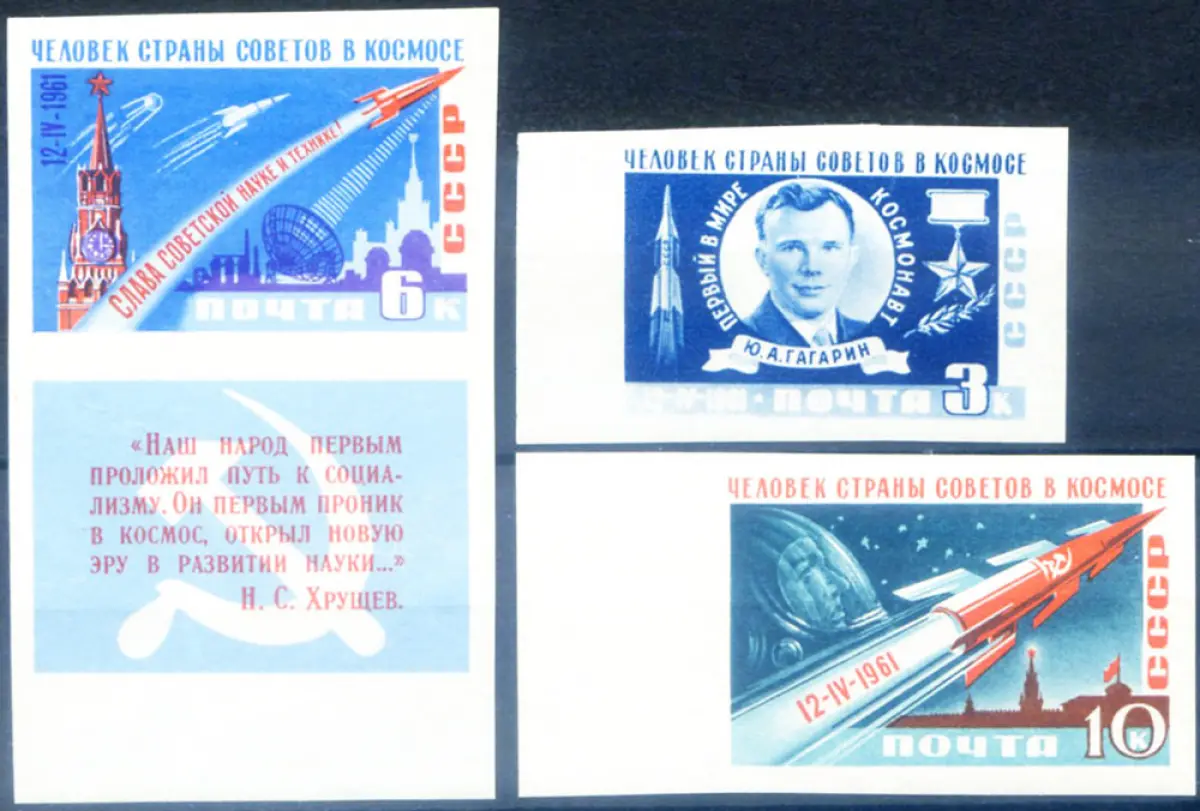 ЧЕЛОВЕК СТРАНЫ СОВЕТОВ В КОСМОСЕ
12-IV-1961
СЛАВА СОВЕТСКОЙ НАУКЕ И ТЕХНИКЕ!
СССР
ПОЧТА 6 К
«НАШ НАРОД ПЕРВЫМ
ПРОЛОЖИЛ ПУТЬ К СОЦИА-
ЛИЗМУ. ОН ПЕРВЫМ ПРОНИК
В КОСМОС, ОТКРЫЛ НОВУЮ
ЭРУ В РАЗВИТИИ НАУКИ...»
Н. С. ХРУЩЕВ.
ЧЕЛОВЕК СТРАНЫ СОВЕТОВ В КОСМОСЕ
ПЕРВЫЙ В МИРЕ
КОСМОНАВТ
Ю. А. ГАГАРИН
СССР
ПОЧТА 3 К
ЧЕЛОВЕК СТРАНЫ СОВЕТОВ В КОСМОСЕ
12-IV-1961
СССР
ПОЧТА 10 К